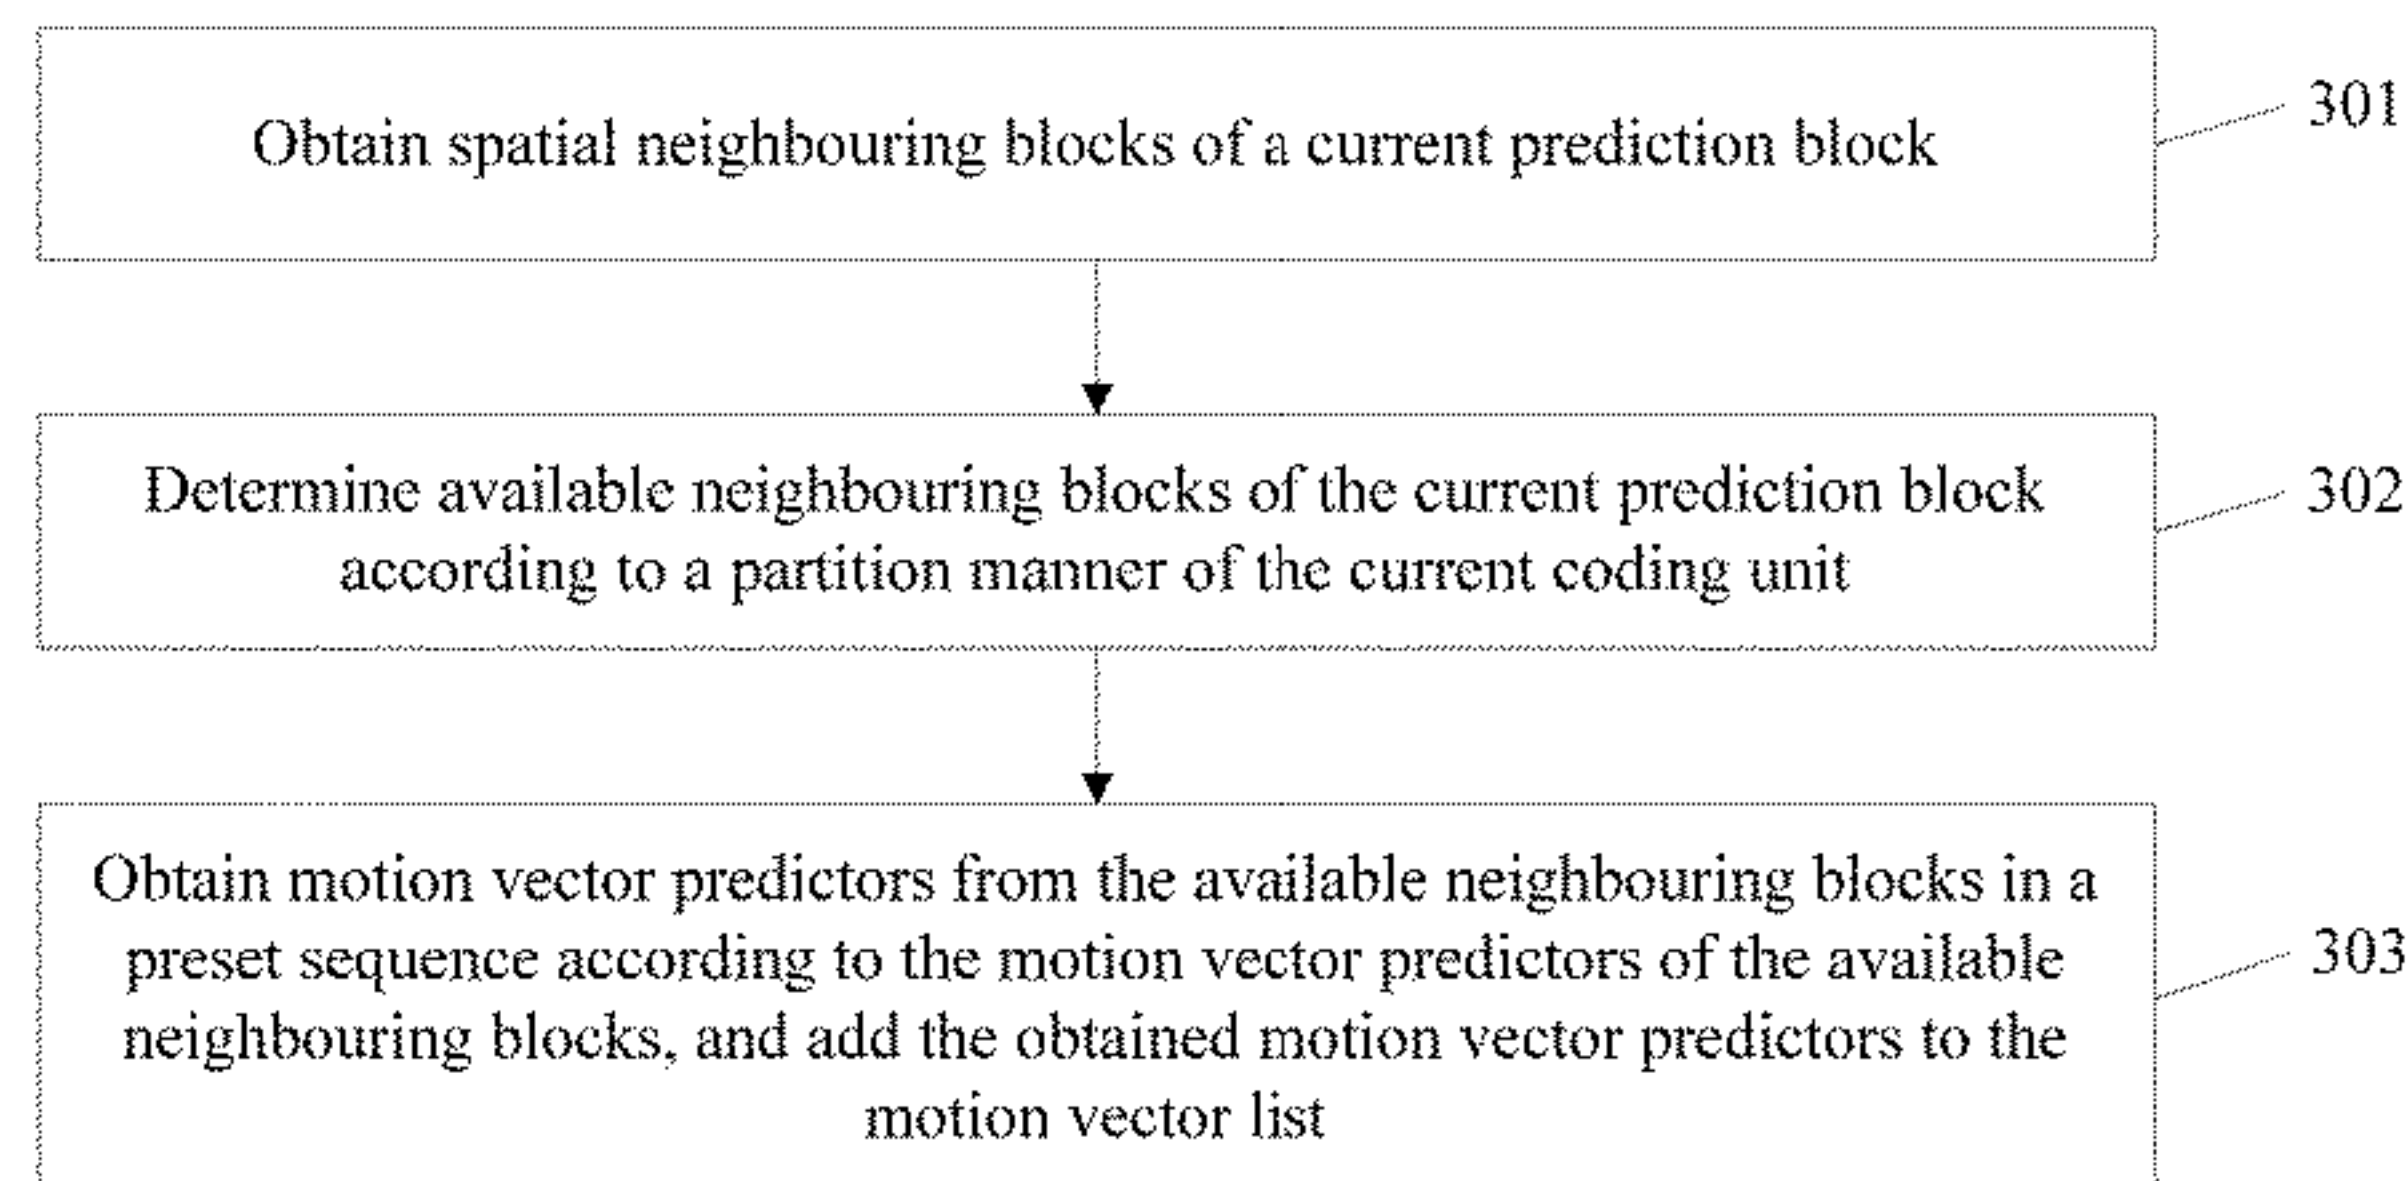 Obtain spatial neighbouring blocks of a current prediction block
301
Determine available neighbouring blocks of the current prediction block
according to a partition manner of the current coding unit
302
Obtain motion vector predictors from the available neighbouring blocks in a
preset sequence according to the motion vector predictors of the available
neighbouring blocks, and add the obtained motion vector predictors to the
motion vector list
303